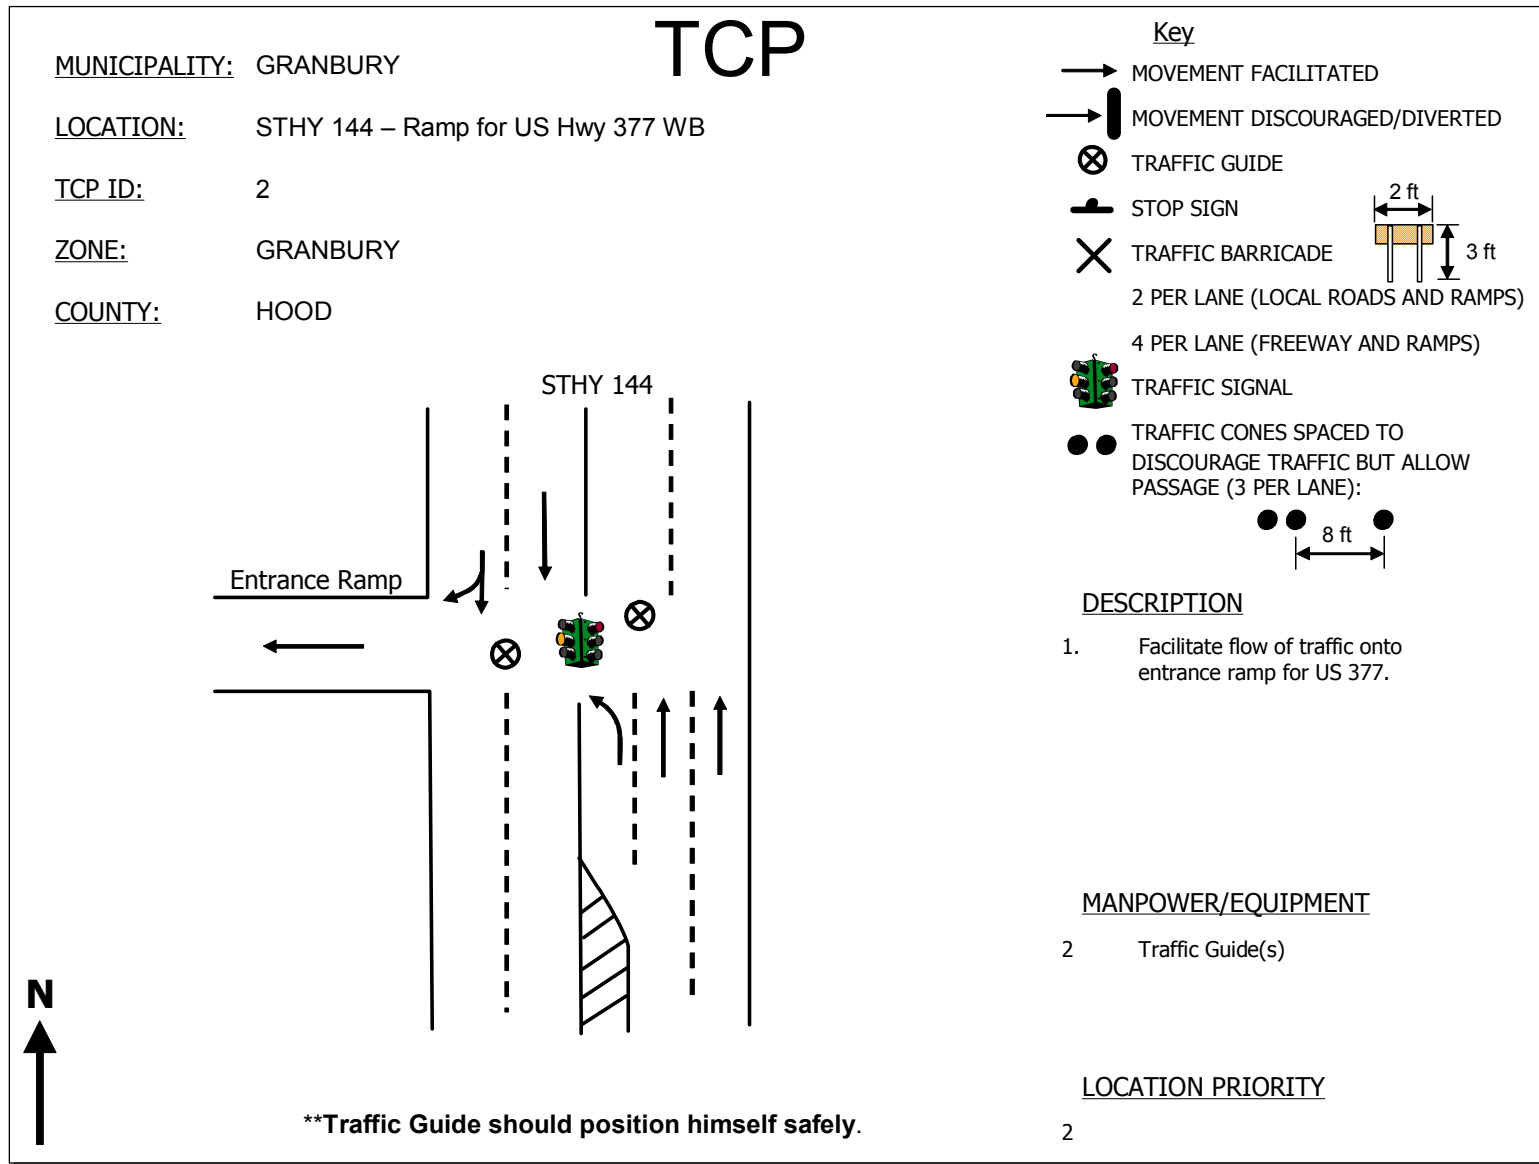 TCP
MUNICIPALITY: GRANBURY
LOCATION: STHY 144 – Ramp for US Hwy 377 WB
TCP ID: 2
ZONE: GRANBURY
COUNTY: HOOD
Key
MOVEMENT FACILITATED
MOVEMENT DISCOURAGED/DIVERTED
TRAFFIC GUIDE
STOP SIGN
2 ft
TRAFFIC BARRICADE
3 ft
2 PER LANE (LOCAL ROADS AND RAMPS)
4 PER LANE (FREEWAY AND RAMPS)
TRAFFIC SIGNAL
TRAFFIC CONES SPACED TO
DISCOURAGE TRAFFIC BUT ALLOW
PASSAGE (3 PER LANE):
8 ft
STHY 144
Entrance Ramp
DESCRIPTION
1. Facilitate flow of traffic onto
entrance ramp for US 377.
MANPOWER/EQUIPMENT
2 Traffic Guide(s)
LOCATION PRIORITY
2
N
**Traffic Guide should position himself safely.